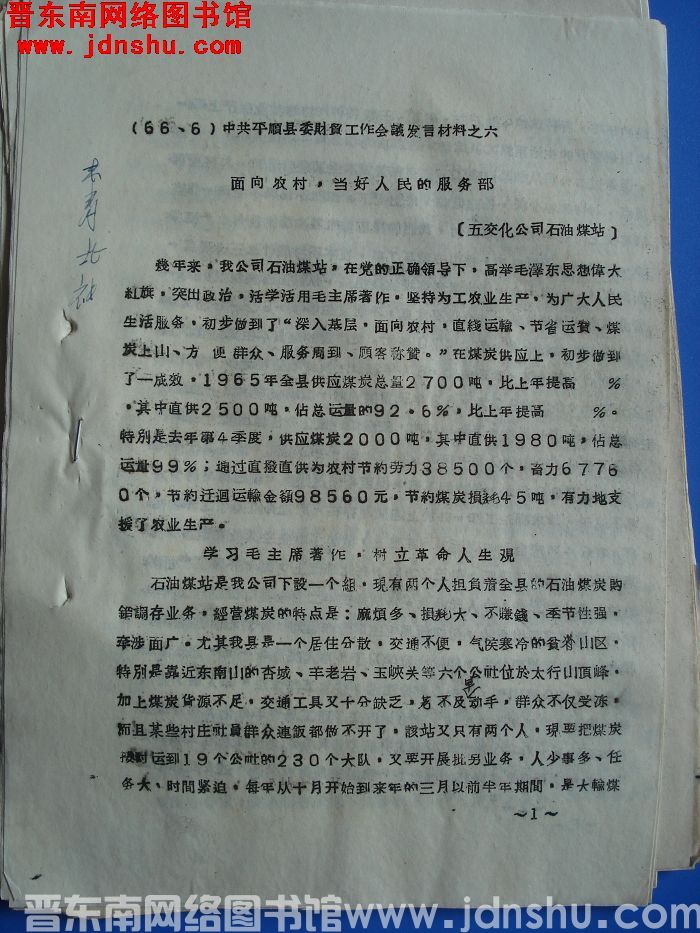 晋东南网络图书馆
www.jdnshu.com
(66、6)中共平顺县委財貿工作会議发言材料之六
面向农村，当好人民的服务部
〔五交化公司石油煤站〕
幾年来，我公司石油煤站，在党的正确領导下，高举毛澤东思想偉大
紅旗，突出政治，活学活用毛主席著作，坚持为工农业生产，为广大人民
生活服务，初步做到了“深入基层，面向农村，直綫运輸、节省运費、煤
炭上山、方便群众、服务周到、顾客称贊。”在煤炭供应上，初步做到
了一成效，1965年全县供应煤炭总量2700吨，比上年提高 %
，其中直供2500吨，佔总运量的92.6%，比上年提高 %。
特别是去年第4季度，供应煤炭2000吨，其中直供1980吨，佔总
运量99%；通过直撥直供为农村节約劳力38500个，畜力6776
0个，节約迂迴运輸金額98560元，节約煤炭損耗45吨，有力地支
援了农业生产。
学习毛主席著作，树立革命人生观
石油煤站是我公司下設一个組，现有两个人担負着全县的石油煤炭购
銷調存业务，經营煤炭的特点是：麻煩多、損耗大、不賺錢、季节性强，
牵涉面广。尤其我县是一个居住分散，交通不便，气侯寒冷的貧脊山区，
特别是靠近东南山的杏城、羊老岩、玉峡关等六个公社位於太行山頂峰，
加上煤炭货源不足，交通工具又十分缺乏，若不及动手，群众不仅受冻，
而且某些村庄社員群众連飯都做不开了，該站又只有两个人，现要把煤炭
按时运到19个公社的230个大队，又要开展批另业务，人少事多、任
务大、时間紧迫，每年从十月开始到来年的三月以前半年期間，是大輸煤
～1～
晋东南网络图书馆 www.jdnshu.com